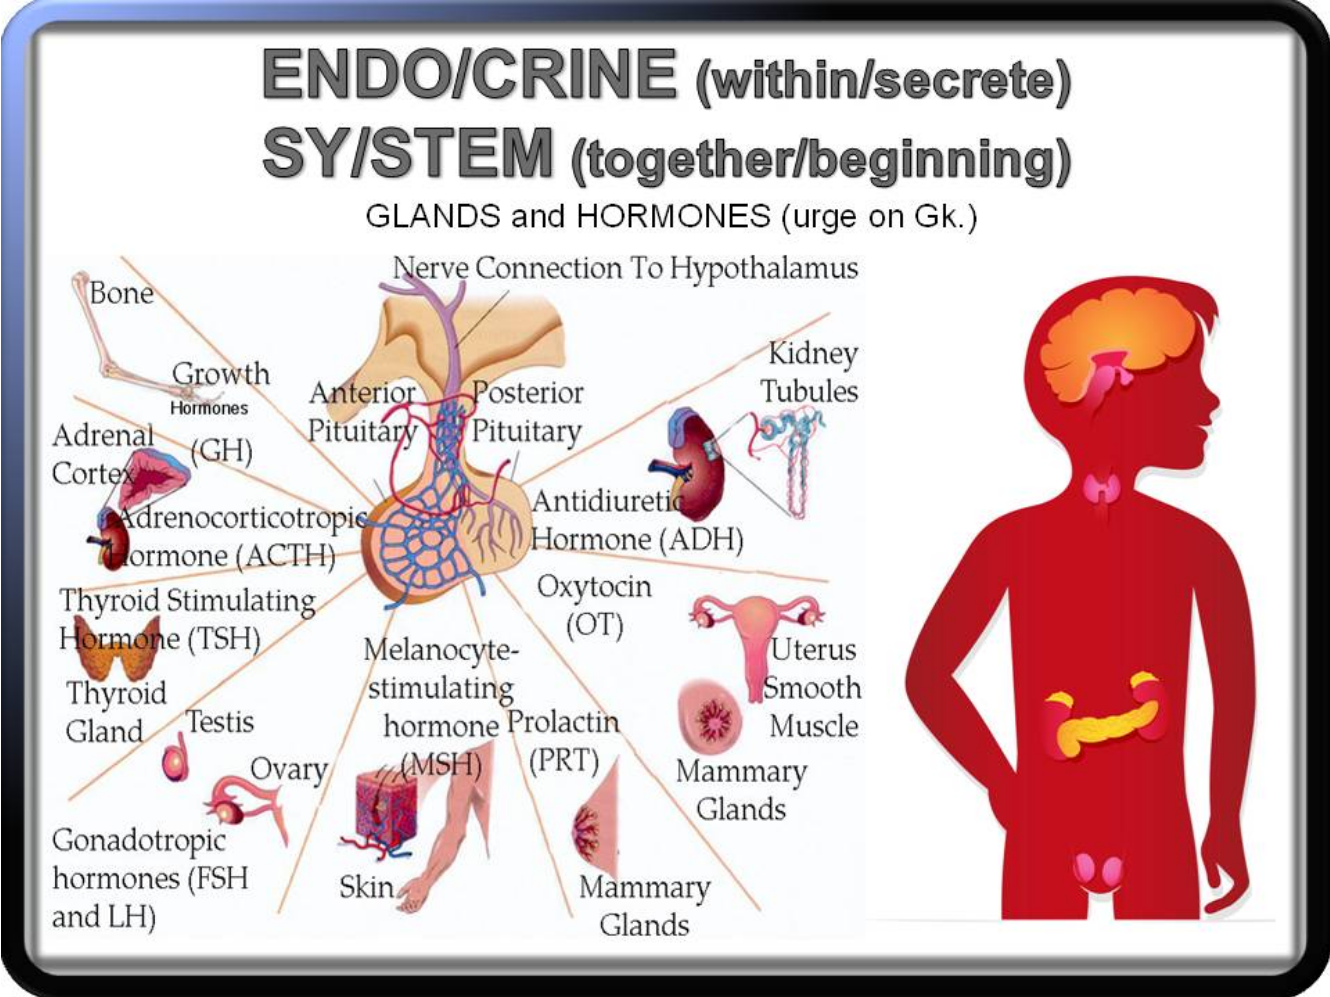 ENDO/CRINE (within/secrete)
SY/STEM (together/beginning)
GLANDS and HORMONES (urge on Gk.)
Nerve Connection To Hypothalamus
Bone
Growth
Hormones
(GH)
Anterior
Pituitary
Posterior
Pituitary
Kidney
Tubules
Adrenal
Cortex
Adrenocorticotropic
Hormone (ACTH)
Antidiuretic
Hormone (ADH)
Thyroid Stimulating
Hormone (TSH)
Thyroid
Gland
Oxytocin
(OT)
Uterus
Smooth
Muscle
Mammary
Glands
Melanocyte-
stimulating
hormone
(MSH)
Skin
Prolactin
(PRT)
Mammary
Glands
Testis
Ovary
Gonadotropic
hormones (FSH
and LH)